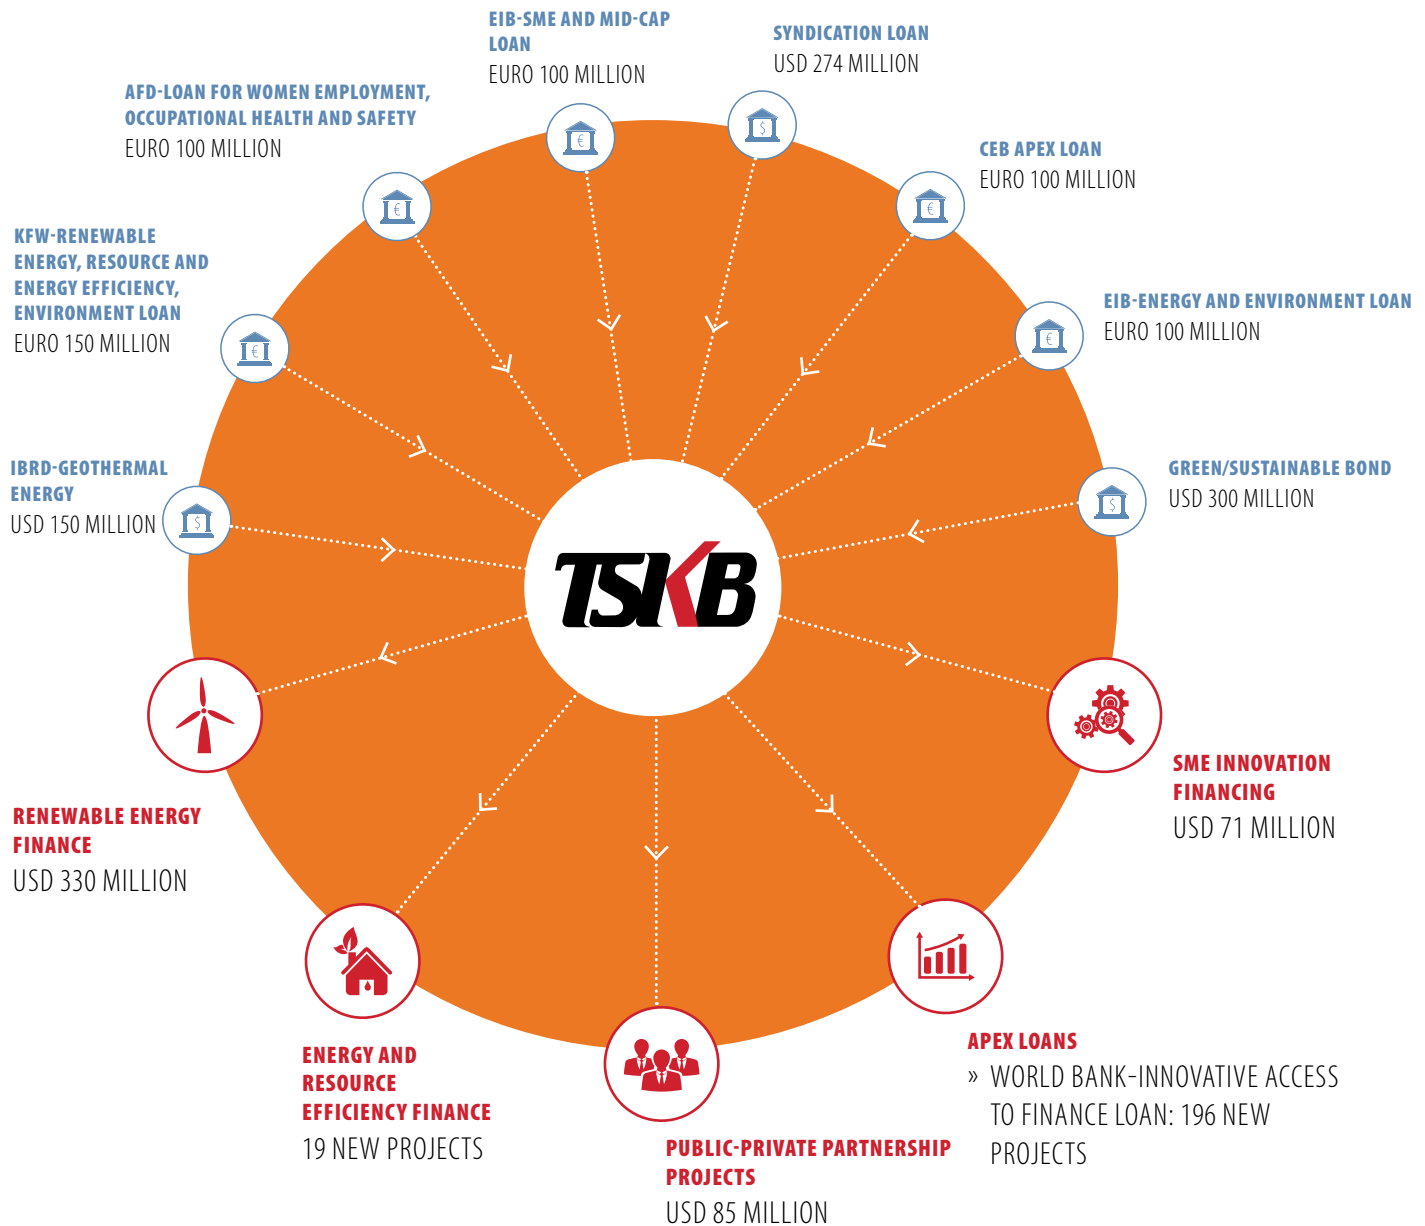 EIB-SME AND MID-CAP
LOAN
EURO 100 MILLION
SYNDICATION LOAN
USD 274 MILLION
AFD-LOAN FOR WOMEN EMPLOYMENT,
OCCUPATIONAL HEALTH AND SAFETY
EURO 100 MILLION
CEB APEX LOAN
EURO 100 MILLION
KFW-RENEWABLE
ENERGY, RESOURCE AND
ENERGY EFFICIENCY,
ENVIRONMENT LOAN
EURO 150 MILLION
EIB-ENERGY AND ENVIRONMENT LOAN
EURO 100 MILLION
IBRD-GEOTHERMAL
ENERGY
USD 150 MILLION
GREEN/SUSTAINABLE BOND
USD 300 MILLION
TSKB
RENEWABLE ENERGY
FINANCE
USD 330 MILLION
SME INNOVATION
FINANCING
USD 71 MILLION
ENERGY AND
RESOURCE
EFFICIENCY FINANCE
19 NEW PROJECTS
PUBLIC-PRIVATE PARTNERSHIP
PROJECTS
USD 85 MILLION
APEX LOANS
» WORLD BANK-INNOVATIVE ACCESS
TO FINANCE LOAN: 196 NEW
PROJECTS